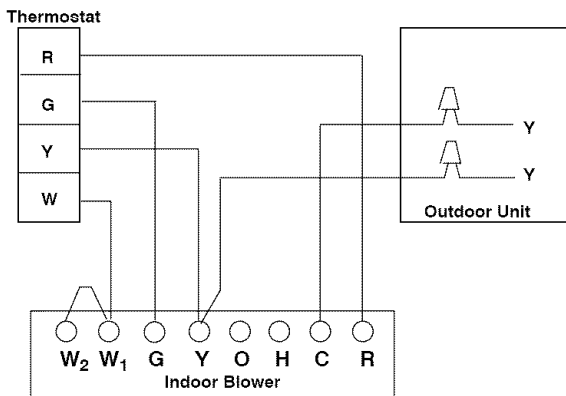 Thermostat
R
G
Y
W
Y
Y
Outdoor Unit
W₂ W₁ G Y O H C R
Indoor Blower